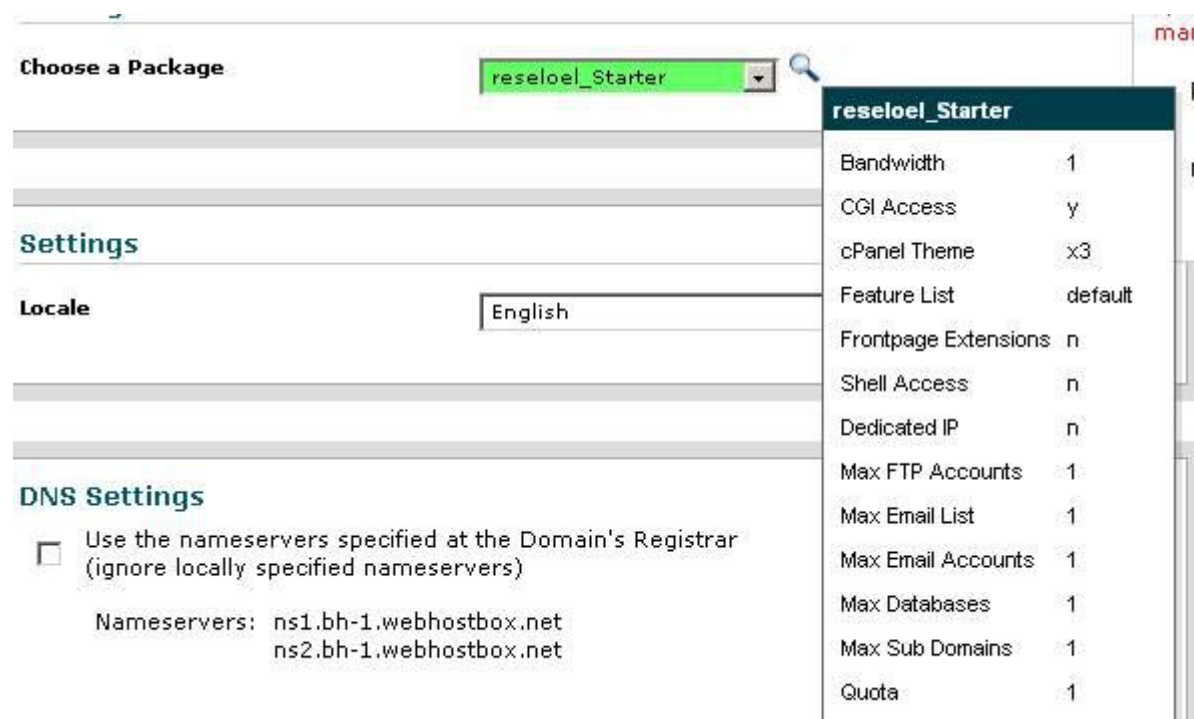 Choose a Package
reseloel_Starter
reseloel_Starter
Bandwidth 1
CGI Access y
cPanel Theme x3
Feature List default
Frontpage Extensions n
Shell Access n
Dedicated IP n
Max FTP Accounts 1
Max Email List 1
Max Email Accounts 1
Max Databases 1
Max Sub Domains 1
Quota 1
Settings
Locale
English
DNS Settings
Use the nameservers specified at the Domain's Registrar
(ignore locally specified nameservers)
Nameservers: ns1.bh-1.webhostbox.net
ns2.bh-1.webhostbox.net